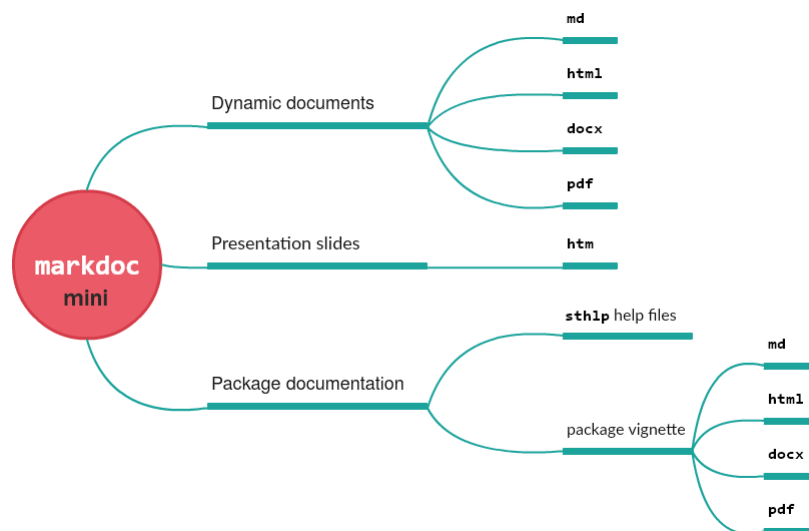 markdoc
mini
Dynamic documents
md
html
docx
pdf
Presentation slides
htm
Package documentation
sthlp help files
package vignette
md
html
docx
pdf